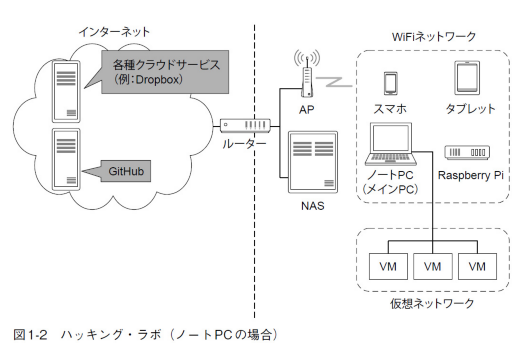 インターネット
各種クラウドサービス
（例：Dropbox）
GitHub
ルーター
AP
NAS
WiFiネットワーク
スマホ
タブレット
ノートPC
（メインPC）
Raspberry Pi
VM
VM
VM
仮想ネットワーク
図1-2 ハッキング・ラボ（ノートPCの場合）